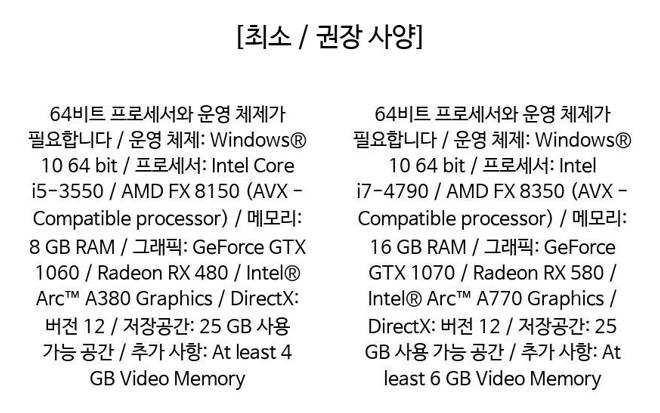 [최소 / 권장 사양]
64비트 프로세서와 운영 체제가
필요합니다 / 운영 체제: Windows®
10 64 bit / 프로세서: Intel Core
i5-3550 / AMD FX 8150 (AVX -
Compatible processor) / 메모리:
8 GB RAM / 그래픽: GeForce GTX
1060 / Radeon RX 480 / Intel®
Arc™ A380 Graphics / DirectX:
버전 12 / 저장공간: 25 GB 사용
가능 공간 / 추가 사항: At least 4
GB Video Memory
64비트 프로세서와 운영 체제가
필요합니다 / 운영 체제: Windows®
10 64 bit / 프로세서: Intel
i7-4790 / AMD FX 8350 (AVX -
Compatible processor) / 메모리:
16 GB RAM / 그래픽: GeForce
GTX 1070 / Radeon RX 580 /
Intel® Arc™ A770 Graphics /
DirectX: 버전 12 / 저장공간: 25
GB 사용 가능 공간 / 추가 사항: At
least 6 GB Video Memory